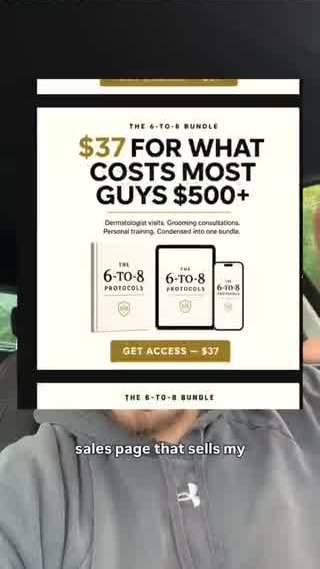 THE 6-TO-8 BUNDLE
$37 FOR WHAT
COSTS MOST
GUYS $500+
Dermatologist visits. Grooming consultations.
Personal training. Condensed into one bundle.
THE
6-TO-8
PROTOCOLS
THE
6-TO-8
PROTOCOLS
THE
6-TO-8
PROTOCOLS
GET ACCESS — $37
THE 6-TO-8 BUNDLE
sales page that sells my